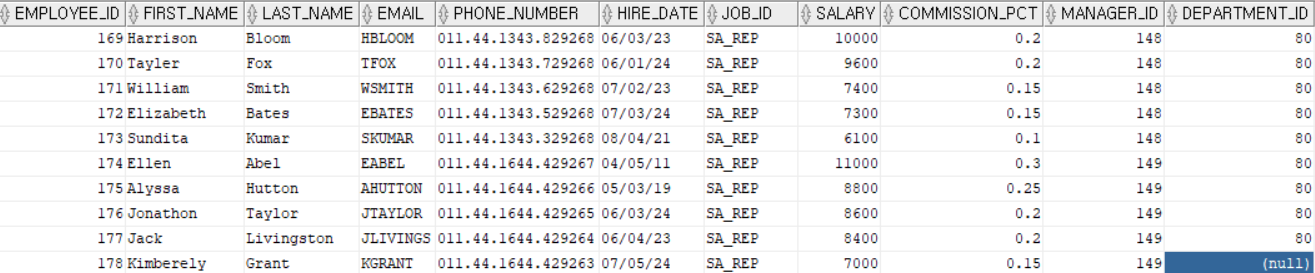 EMPLOYEE_ID FIRST_NAME LAST_NAME EMAIL PHONE_NUMBER HIRE_DATE JOB_ID SALARY COMMISSION_PCT MANAGER_ID DEPARTMENT_ID
169 Harrison Bloom HBLOOM 011.44.1343.829268 06/03/23 SA_REP 10000 0.2 148 80
170 Tayler Fox TFOX 011.44.1343.729268 06/01/24 SA_REP 9600 0.2 148 80
171 William Smith WSMITH 011.44.1343.629268 07/02/23 SA_REP 7400 0.15 148 80
172 Elizabeth Bates EBATES 011.44.1343.529268 07/03/24 SA_REP 7300 0.15 148 80
173 Sundita Kumar SKUMAR 011.44.1343.329268 08/04/21 SA_REP 6100 0.1 148 80
174 Ellen Abel EABEL 011.44.1644.429267 04/05/11 SA_REP 11000 0.3 149 80
175 Alyssa Hutton AHUTTON 011.44.1644.429266 05/03/19 SA_REP 8800 0.25 149 80
176 Jonathon Taylor JTAYLOR 011.44.1644.429265 06/03/24 SA_REP 8600 0.2 149 80
177 Jack Livingston JLIVINGS 011.44.1644.429264 06/04/23 SA_REP 8400 0.2 149 80
178 Kimberely Grant KGRANT 011.44.1644.429263 07/05/24 SA_REP 7000 0.15 149 (null)